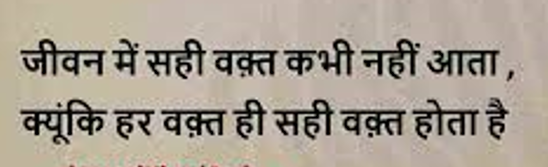 जीवन में सही वक़्त कभी नहीं आता ,
क्यूंकि हर वक़्त ही सही वक़्त होता है